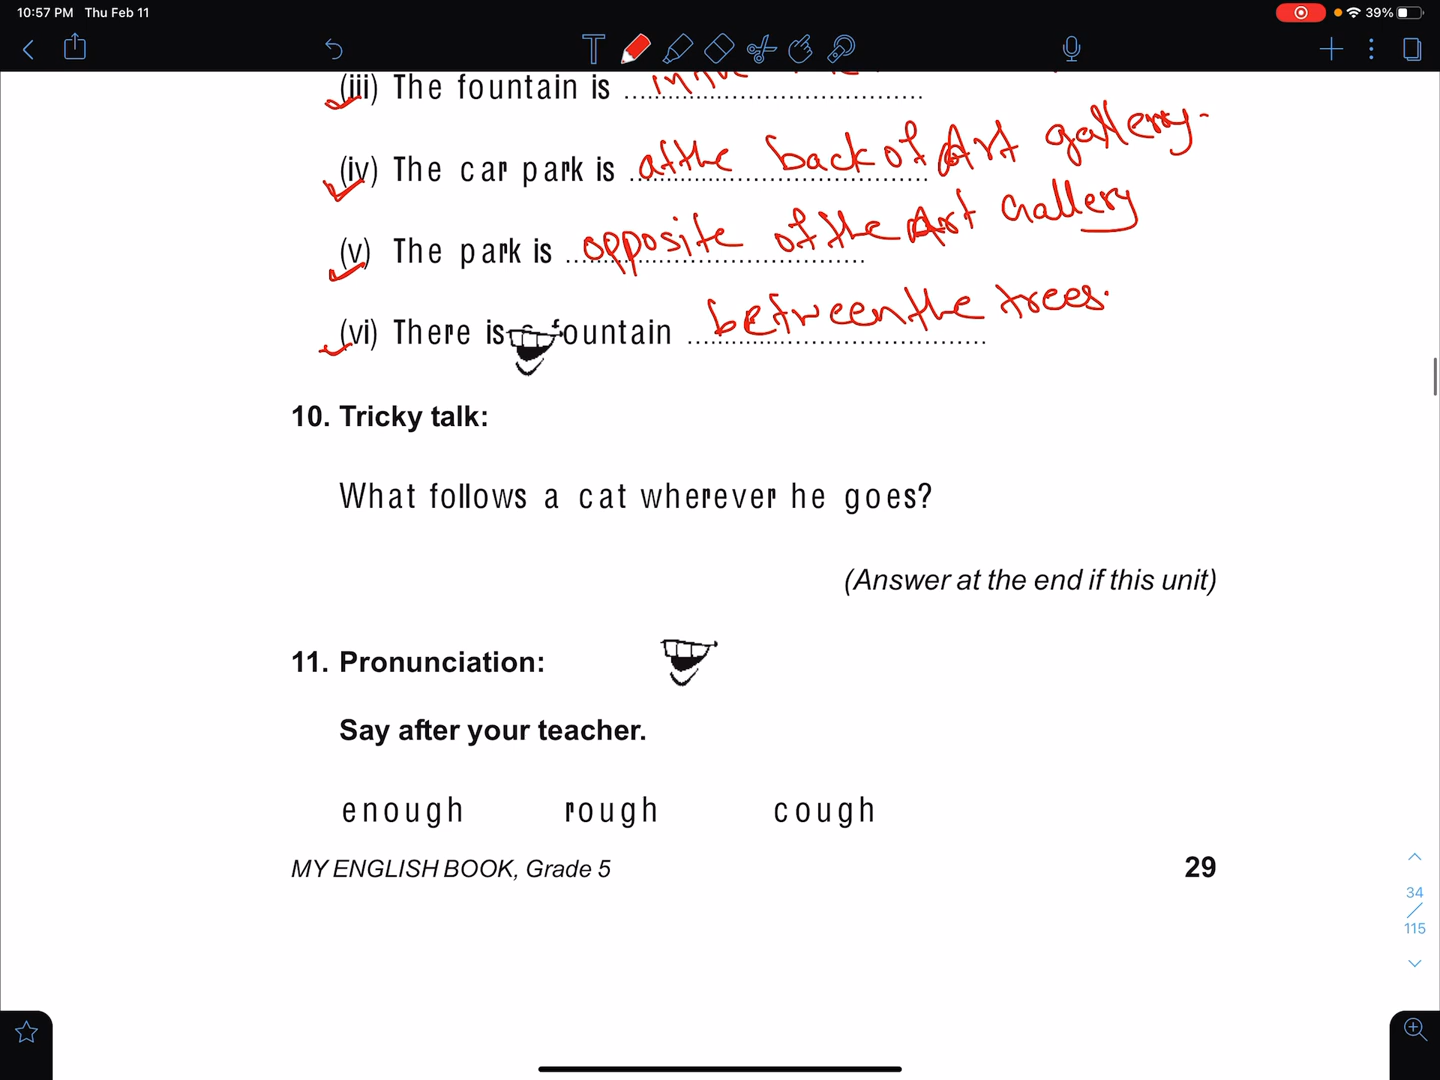 10:57 PM Thu Feb 11
39%
(iii) The fountain is
(iv) The car park is at the back of Art gallery.
(v) The park is opposite of the Art Gallery
(vi) There is fountain between the trees.
10. Tricky talk:
What follows a cat wherever he goes?
(Answer at the end if this unit)
11. Pronunciation:
Say after your teacher.
enough rough cough
MY ENGLISH BOOK, Grade 5 29
34
115